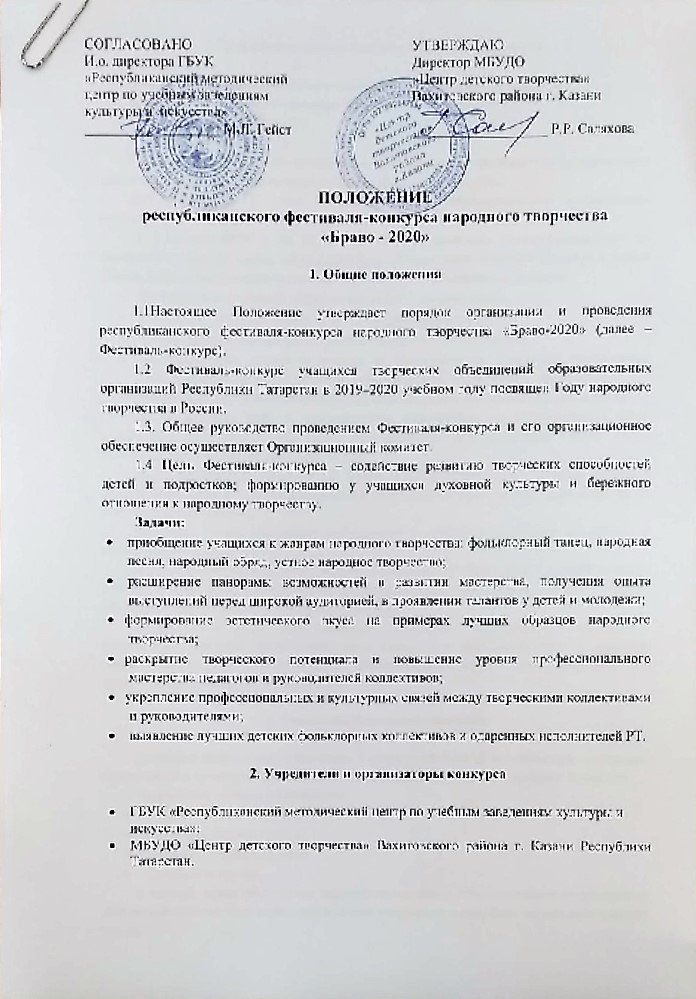 СОГЛАСОВАНО
И.о. директора ГБУК
«Республиканский методический
центр по учебным заведениям
культуры и искусства»
М.Л. Гейст
УТВЕРЖДАЮ
Директор МБУДО
«Центр детского творчества»
Вахитовского района г. Казани
Р.Р. Саляхова
«Центр
детского
творчества»
Вахитовского
района
г.Казани
ПОЛОЖЕНИЕ
республиканского фестиваля-конкурса народного творчества
«Браво - 2020»
1. Общие положения
1.1Настоящее Положение утверждает порядок организации и проведения
республиканского фестиваля-конкурса народного творчества «Браво-2020» (далее –
Фестиваль-конкурс).
1.2 Фестиваль-конкурс учащихся творческих объединений образовательных
организаций Республики Татарстан в 2019–2020 учебном году посвящен Году народного
творчества в России.
1.3. Общее руководство проведением Фестиваля-конкурса и его организационное
обеспечение осуществляет Организационный комитет.
1.4 Цель Фестиваля-конкурса – содействие развитию творческих способностей
детей и подростков; формированию у учащихся духовной культуры и бережного
отношения к народному творчеству.
Задачи:
• приобщение учащихся к жанрам народного творчества: фольклорный танец, народная
песня, народный обряд, устное народное творчество;
• расширение панорамы возможностей в развитии мастерства, получения опыта
выступлений перед широкой аудиторией, в проявлении талантов у детей и молодежи;
• формирование эстетического вкуса на примерах лучших образцов народного
творчества;
• раскрытие творческого потенциала и повышение уровня профессионального
мастерства педагогов и руководителей коллективов;
• укрепление профессиональных и культурных связей между творческими коллективами
и руководителями;
• выявление лучших детских фольклорных коллективов и одаренных исполнителей РТ.
2. Учредители и организаторы конкурса
• ГБУК «Республиканский методический центр по учебным заведениям культуры и
искусства»;
• МБУДО «Центр детского творчества» Вахитовского района г. Казани Республики
Татарстан.